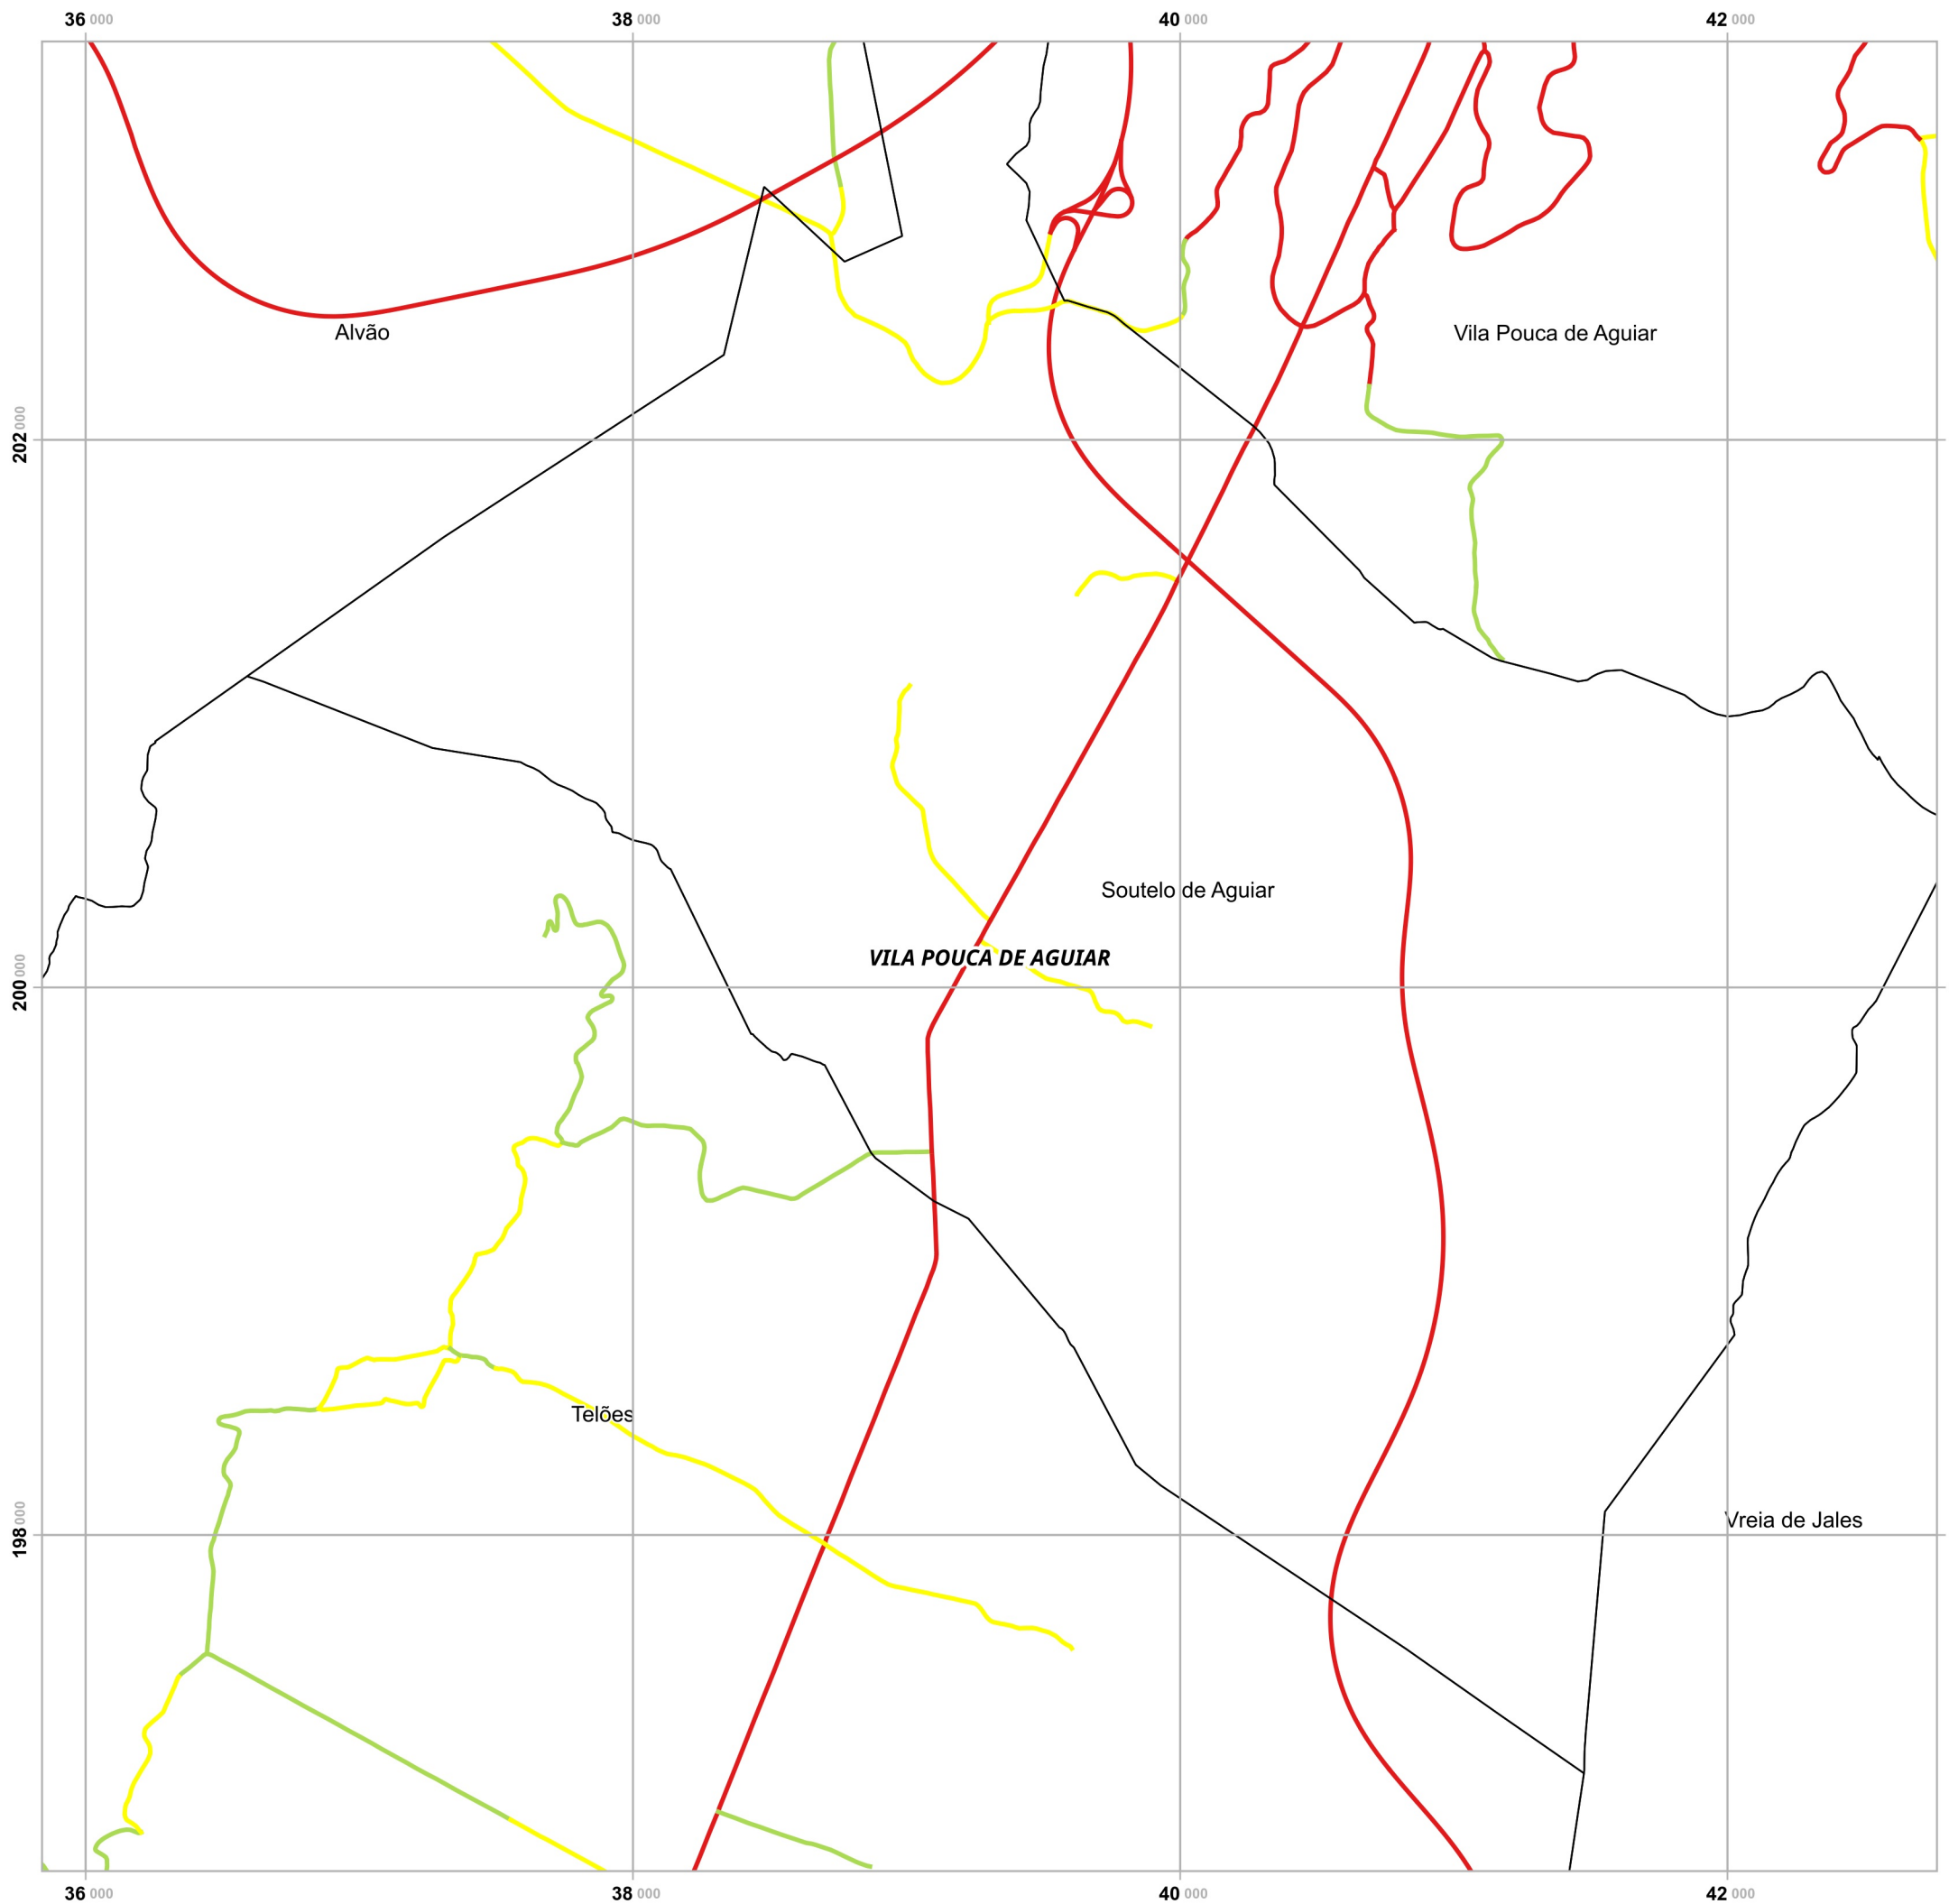 36 000 38 000 40 000 42 000
Alvão
Vila Pouca de Aguiar
202 000
Soutelo de Aguiar
VILA POUCA DE AGUIAR
200 000
Telões
Vreia de Jales
198 000
36 000 38 000 40 000 42 000